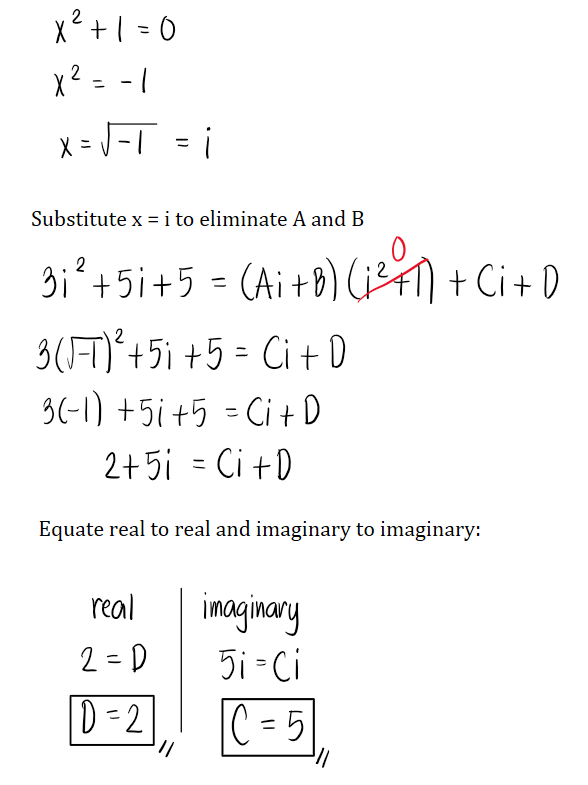 x² + 1 = 0
x² = -1
x = √-1 = i
Substitute x = i to eliminate A and B
0
3i² + 5i + 5 = (Ai + B)(i² + 1) + Ci + D
3(√-1)² + 5i + 5 = Ci + D
3(-1) + 5i + 5 = Ci + D
2 + 5i = Ci + D
Equate real to real and imaginary to imaginary:
real imaginary
2 = D 5i = Ci
D = 2 C = 5